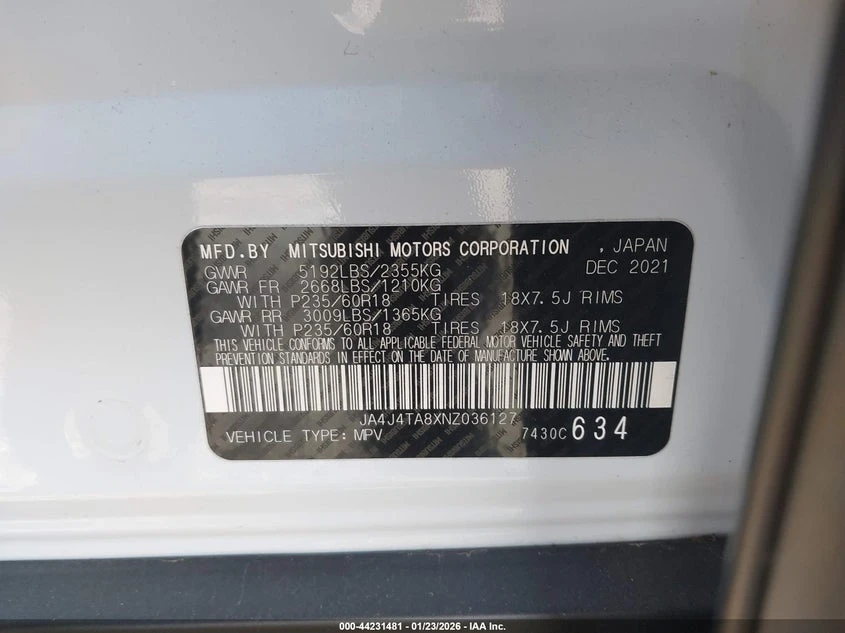 MFD.BY MITSUBISHI MOTORS CORPORATION , JAPAN
GVWR 5192LBS/2355KG DEC 2021
GAWR FR 2668LBS/1210KG
WITH P235/60R18 TIRES 18X7.5J RIMS
GAWR RR 3009LBS/1365KG
WITH P235/60R18 TIRES 18X7.5J RIMS
THIS VEHICLE CONFORMS TO ALL APPLICABLE FEDERAL MOTOR VEHICLE SAFETY AND THEFT
PREVENTION STANDARDS IN EFFECT ON THE DATE OF MANUFACTURE SHOWN ABOVE.
JA4J4TA8XNZ036127
VEHICLE TYPE: MPV 7430C 634
000-44231481 - 01/23/2026 - IAA Inc.